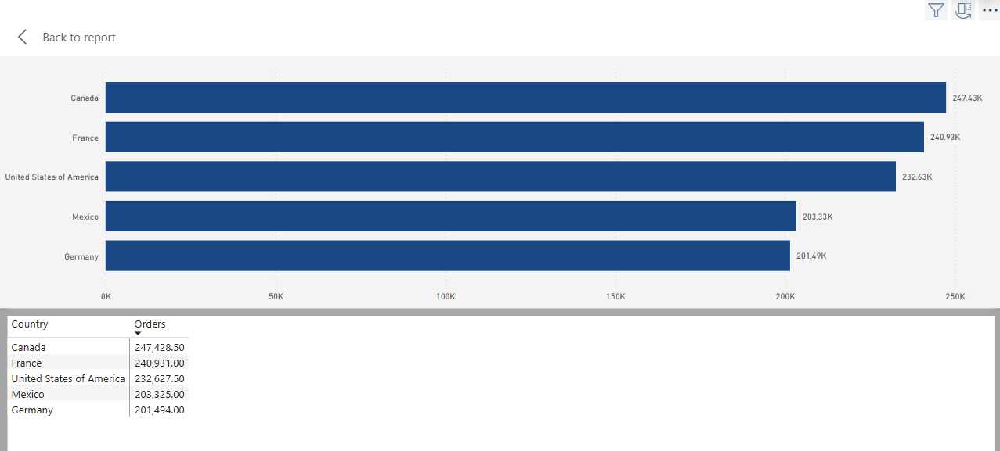 Back to report
Canada 247.43K
France 240.93K
United States of America 232.63K
Mexico 203.33K
Germany 201.49K
0K 50K 100K 150K 200K 250K
Country Orders
Canada 247,428.50
France 240,931.00
United States of America 232,627.50
Mexico 203,325.00
Germany 201,494.00